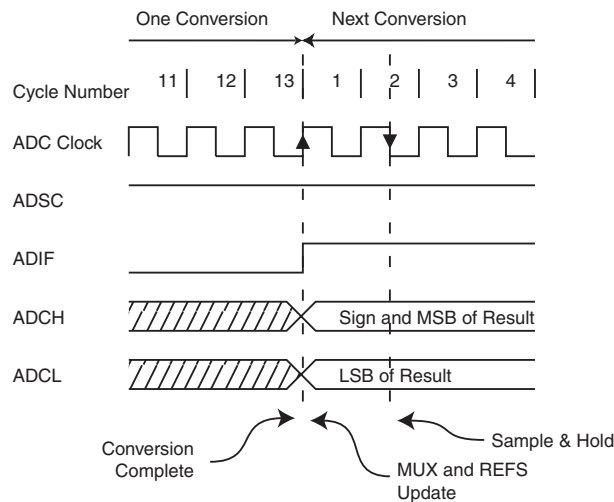 One Conversion Next Conversion
Cycle Number 11 12 13 1 2 3 4
ADC Clock
ADSC
ADIF
ADCH Sign and MSB of Result
ADCL LSB of Result
Conversion
Complete
MUX and REFS
Update
Sample & Hold